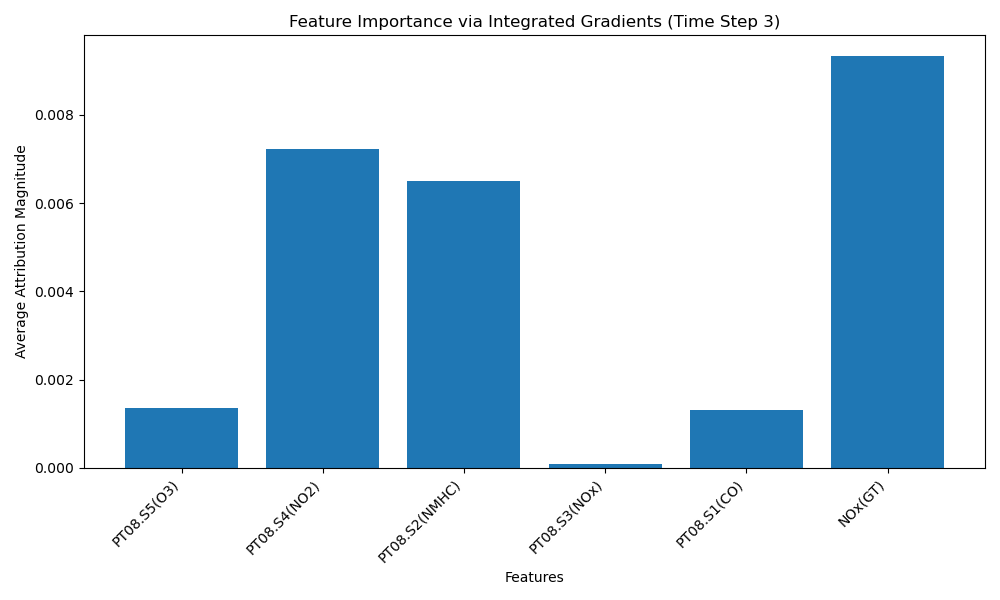 Feature Importance via Integrated Gradients (Time Step 3)
Average Attribution Magnitude
0.008
0.006
0.004
0.002
0.000
PT08.S5(O3)
PT08.S4(NO2)
PT08.S2(NMHC)
PT08.S3(NOx)
PT08.S1(CO)
NOx(GT)
Features